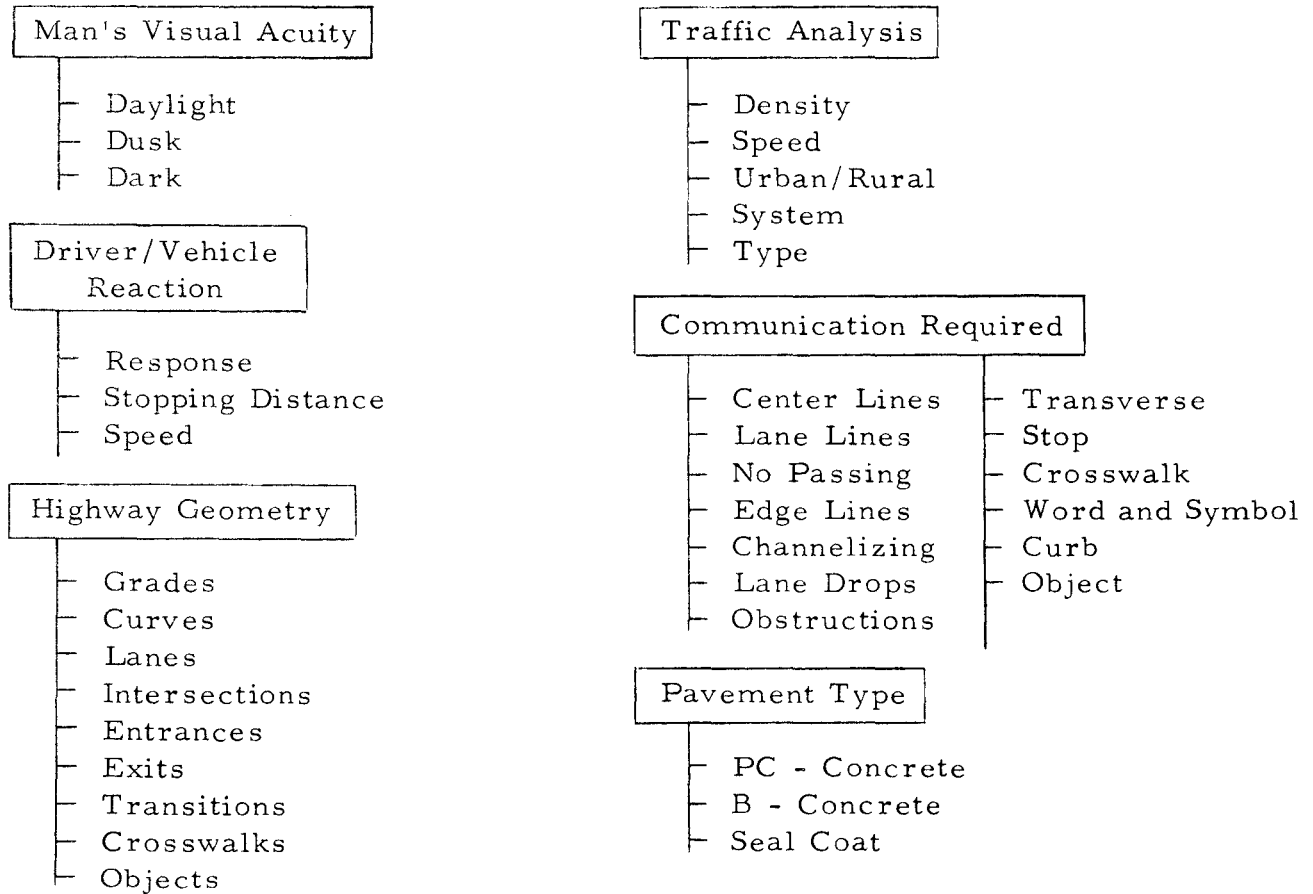 Man's Visual Acuity
Daylight
Dusk
Dark
Driver/Vehicle
Reaction
Response
Stopping Distance
Speed
Highway Geometry
Grades
Curves
Lanes
Intersections
Entrances
Exits
Transitions
Crosswalks
Objects
Traffic Analysis
Density
Speed
Urban/Rural
System
Type
Communication Required
Center Lines
Lane Lines
No Passing
Edge Lines
Channelizing
Lane Drops
Obstructions
Transverse
Stop
Crosswalk
Word and Symbol
Curb
Object
Pavement Type
PC - Concrete
B - Concrete
Seal Coat